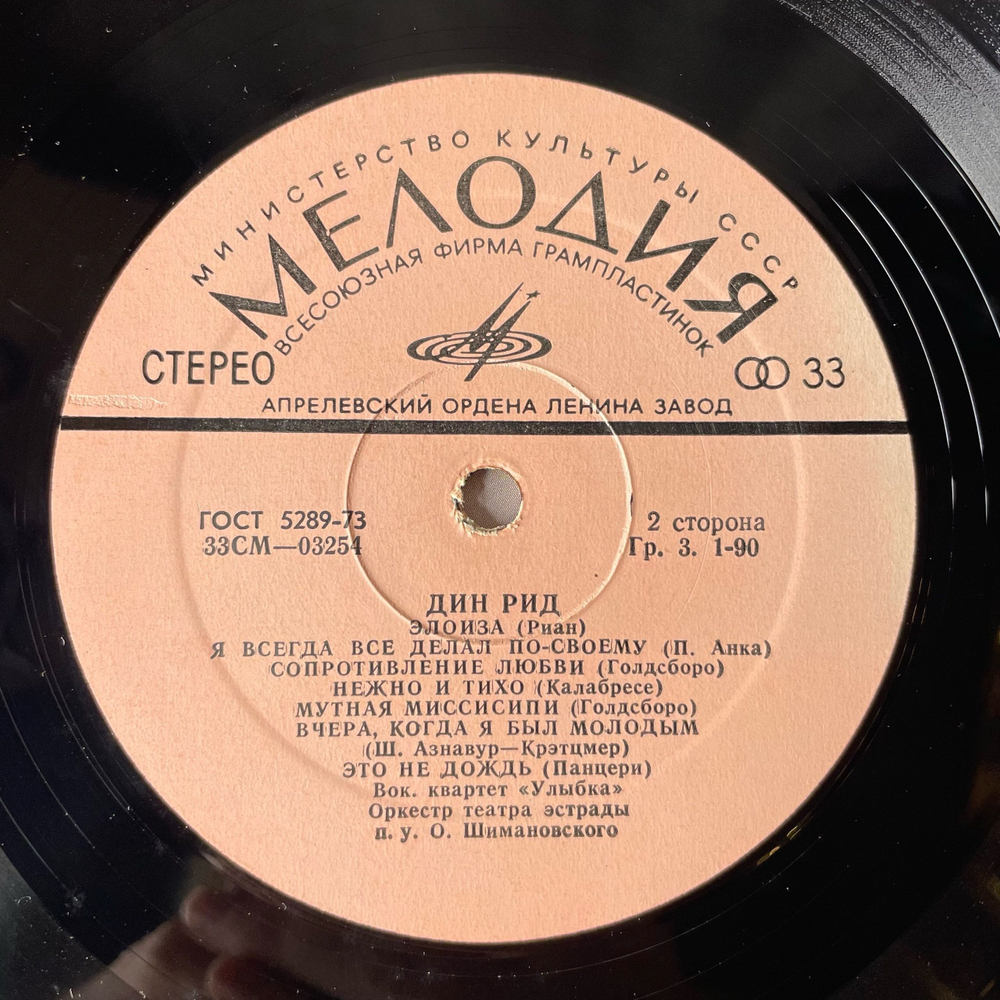 МИНИСТЕРСТВО КУЛЬТУРЫ СССР
МЕЛОДИЯ
ВСЕСОЮЗНАЯ ФИРМА ГРАМПЛАСТИНОК
СТЕРЕО
33
АПРЕЛЕВСКИЙ ОРДЕНА ЛЕНИНА ЗАВОД
ГОСТ 5289-73
33СМ—03254
2 сторона
Гр. 3. 1-90
ДИН РИД
ЭЛОИЗА (Риан)
Я ВСЕГДА ВСЕ ДЕЛАЛ ПО-СВОЕМУ (П. Анка)
СОПРОТИВЛЕНИЕ ЛЮБВИ (Голдсборо)
НЕЖНО И ТИХО (Калабресе)
МУТНАЯ МИССИСИПИ (Голдсборо)
ВЧЕРА, КОГДА Я БЫЛ МОЛОДЫМ
(Ш. Азнавур—Крэтцмер)
ЭТО НЕ ДОЖДЬ (Панцери)
Вок. квартет «Улыбка»
Оркестр театра эстрады
п. у. О. Шимановского